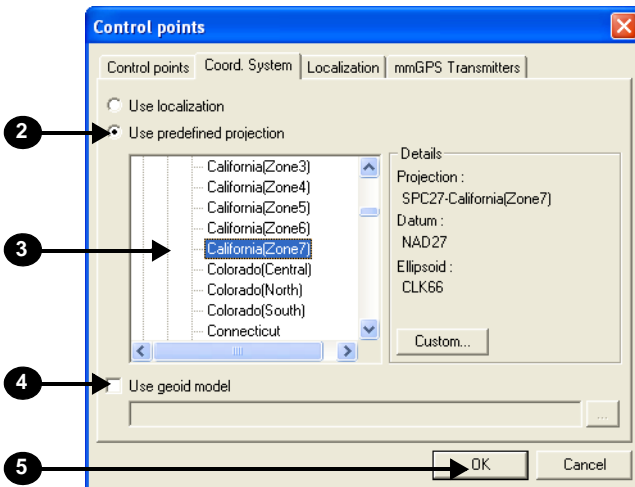 Control points
Control points Coord. System Localization mmGPS Transmitters
Use localization
2
Use predefined projection
California(Zone3)
California(Zone4)
California(Zone5)
California(Zone6)
3
California(Zone7)
Colorado(Central)
Colorado(North)
Colorado(South)
Connecticut
Details
Projection :
SPC27-California(Zone7)
Datum :
NAD27
Ellipsoid :
CLK66
Custom...
4
Use geoid model
...
5
OK Cancel